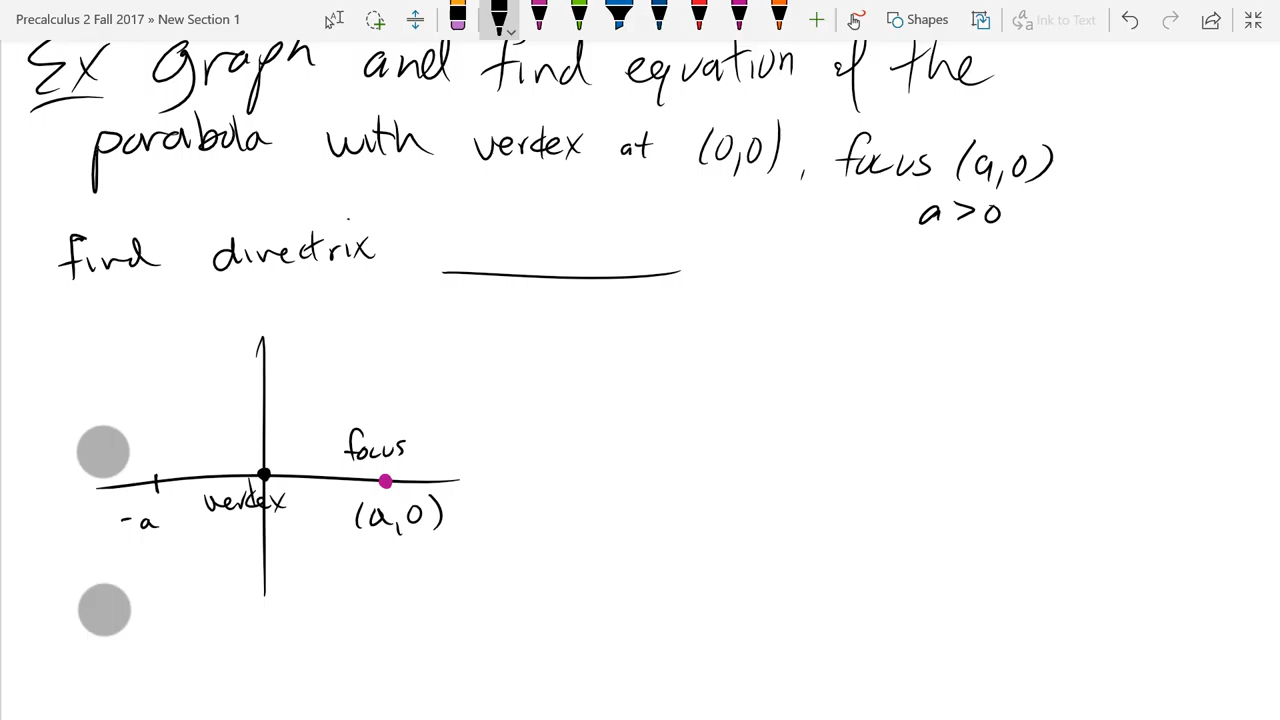 Precalculus 2 Fall 2017 » New Section 1
Shapes
Ink to Text
Ex Graph and find equation of the
parabola with vertex at (0,0), focus (a,0)
a > 0
find directrix
focus
vertex
-a
(a,0)